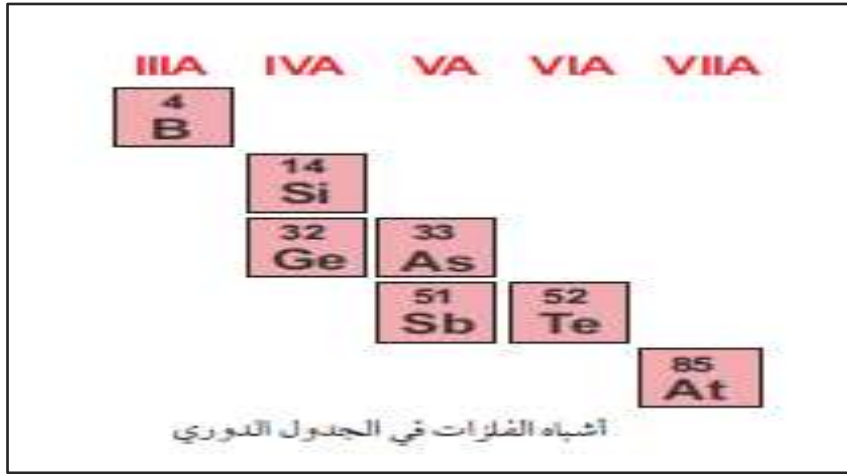 IIIA IVA VA VIA VIIA
4
B
14
Si
32 33
Ge As
51 52
Sb Te
85
At
أشباه الفلزات في الجدول الدوري